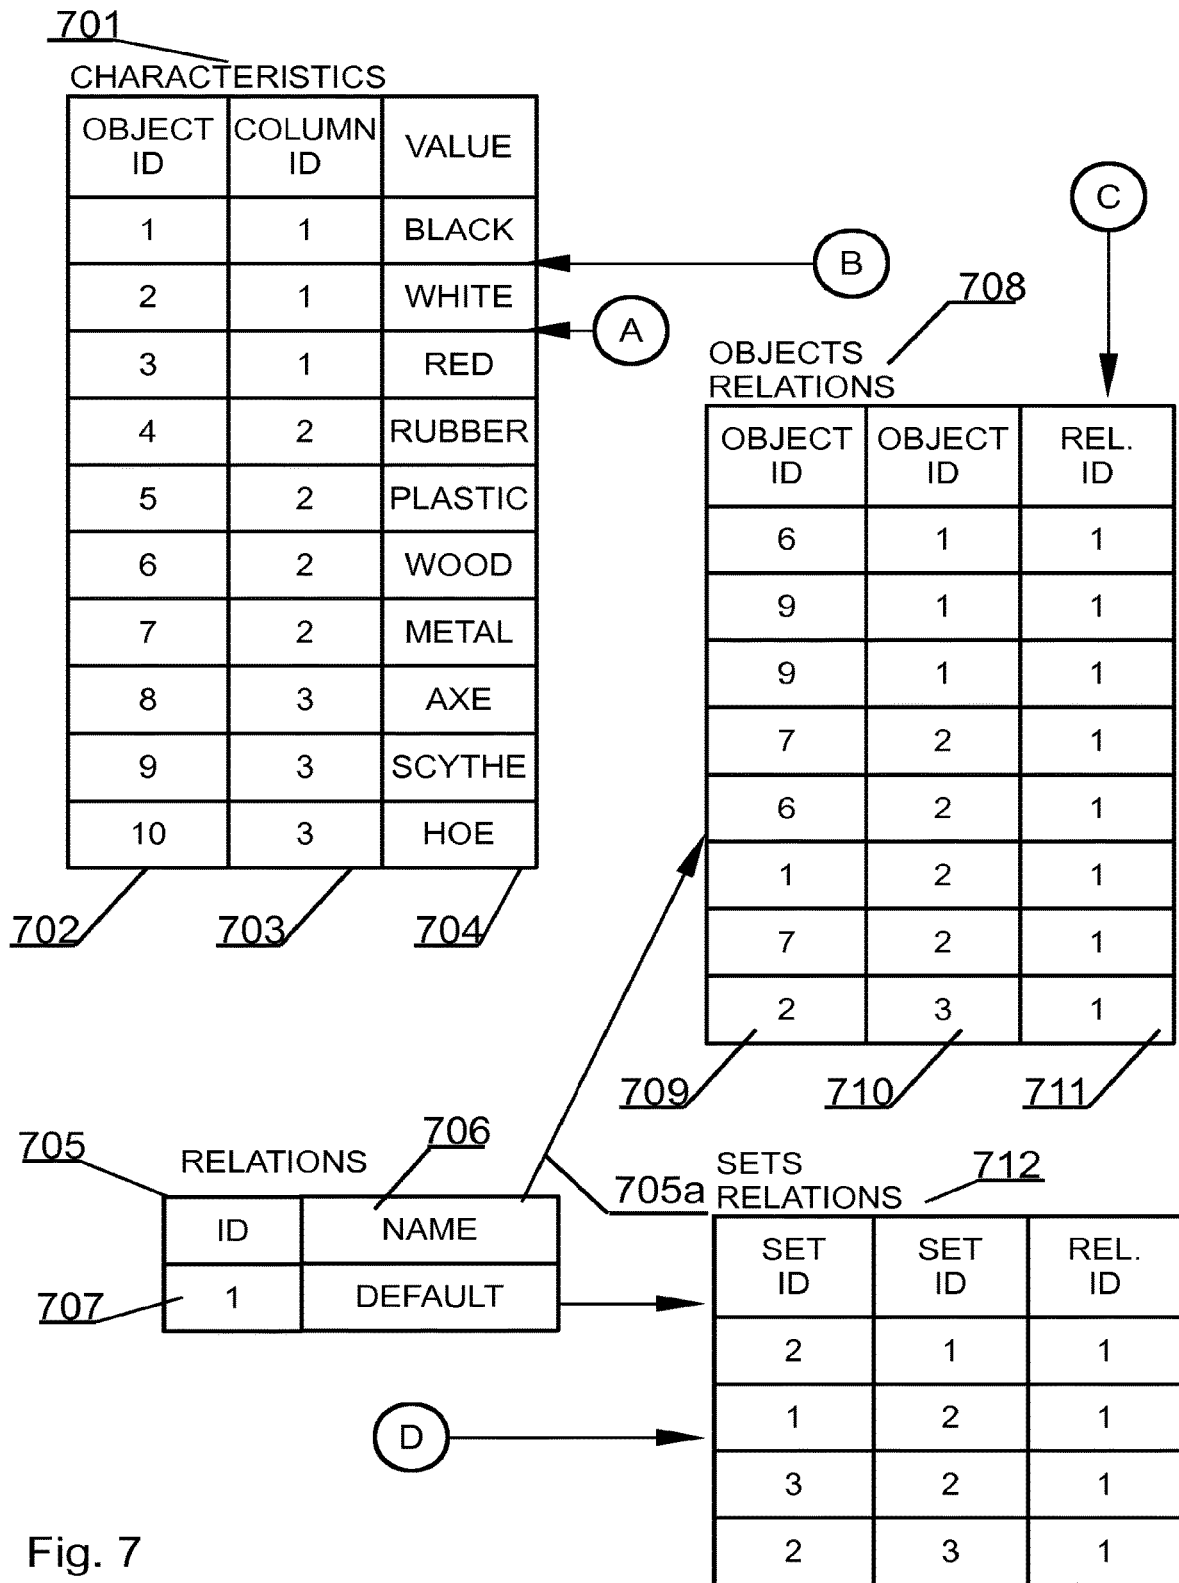 701
CHARACTERISTICS
OBJECT ID COLUMN ID VALUE
1 1 BLACK
2 1 WHITE
3 1 RED
4 2 RUBBER
5 2 PLASTIC
6 2 WOOD
7 2 METAL
8 3 AXE
9 3 SCYTHE
10 3 HOE
702 703 704
B
A
C
708
OBJECTS
RELATIONS
OBJECT ID OBJECT ID REL. ID
6 1 1
9 1 1
9 1 1
7 2 1
6 2 1
1 2 1
7 2 1
2 3 1
709 710 711
705
RELATIONS
706
ID NAME
1 DEFAULT
707
705a
SETS
RELATIONS
712
SET ID SET ID REL. ID
2 1 1
1 2 1
3 2 1
2 3 1
D
Fig. 7